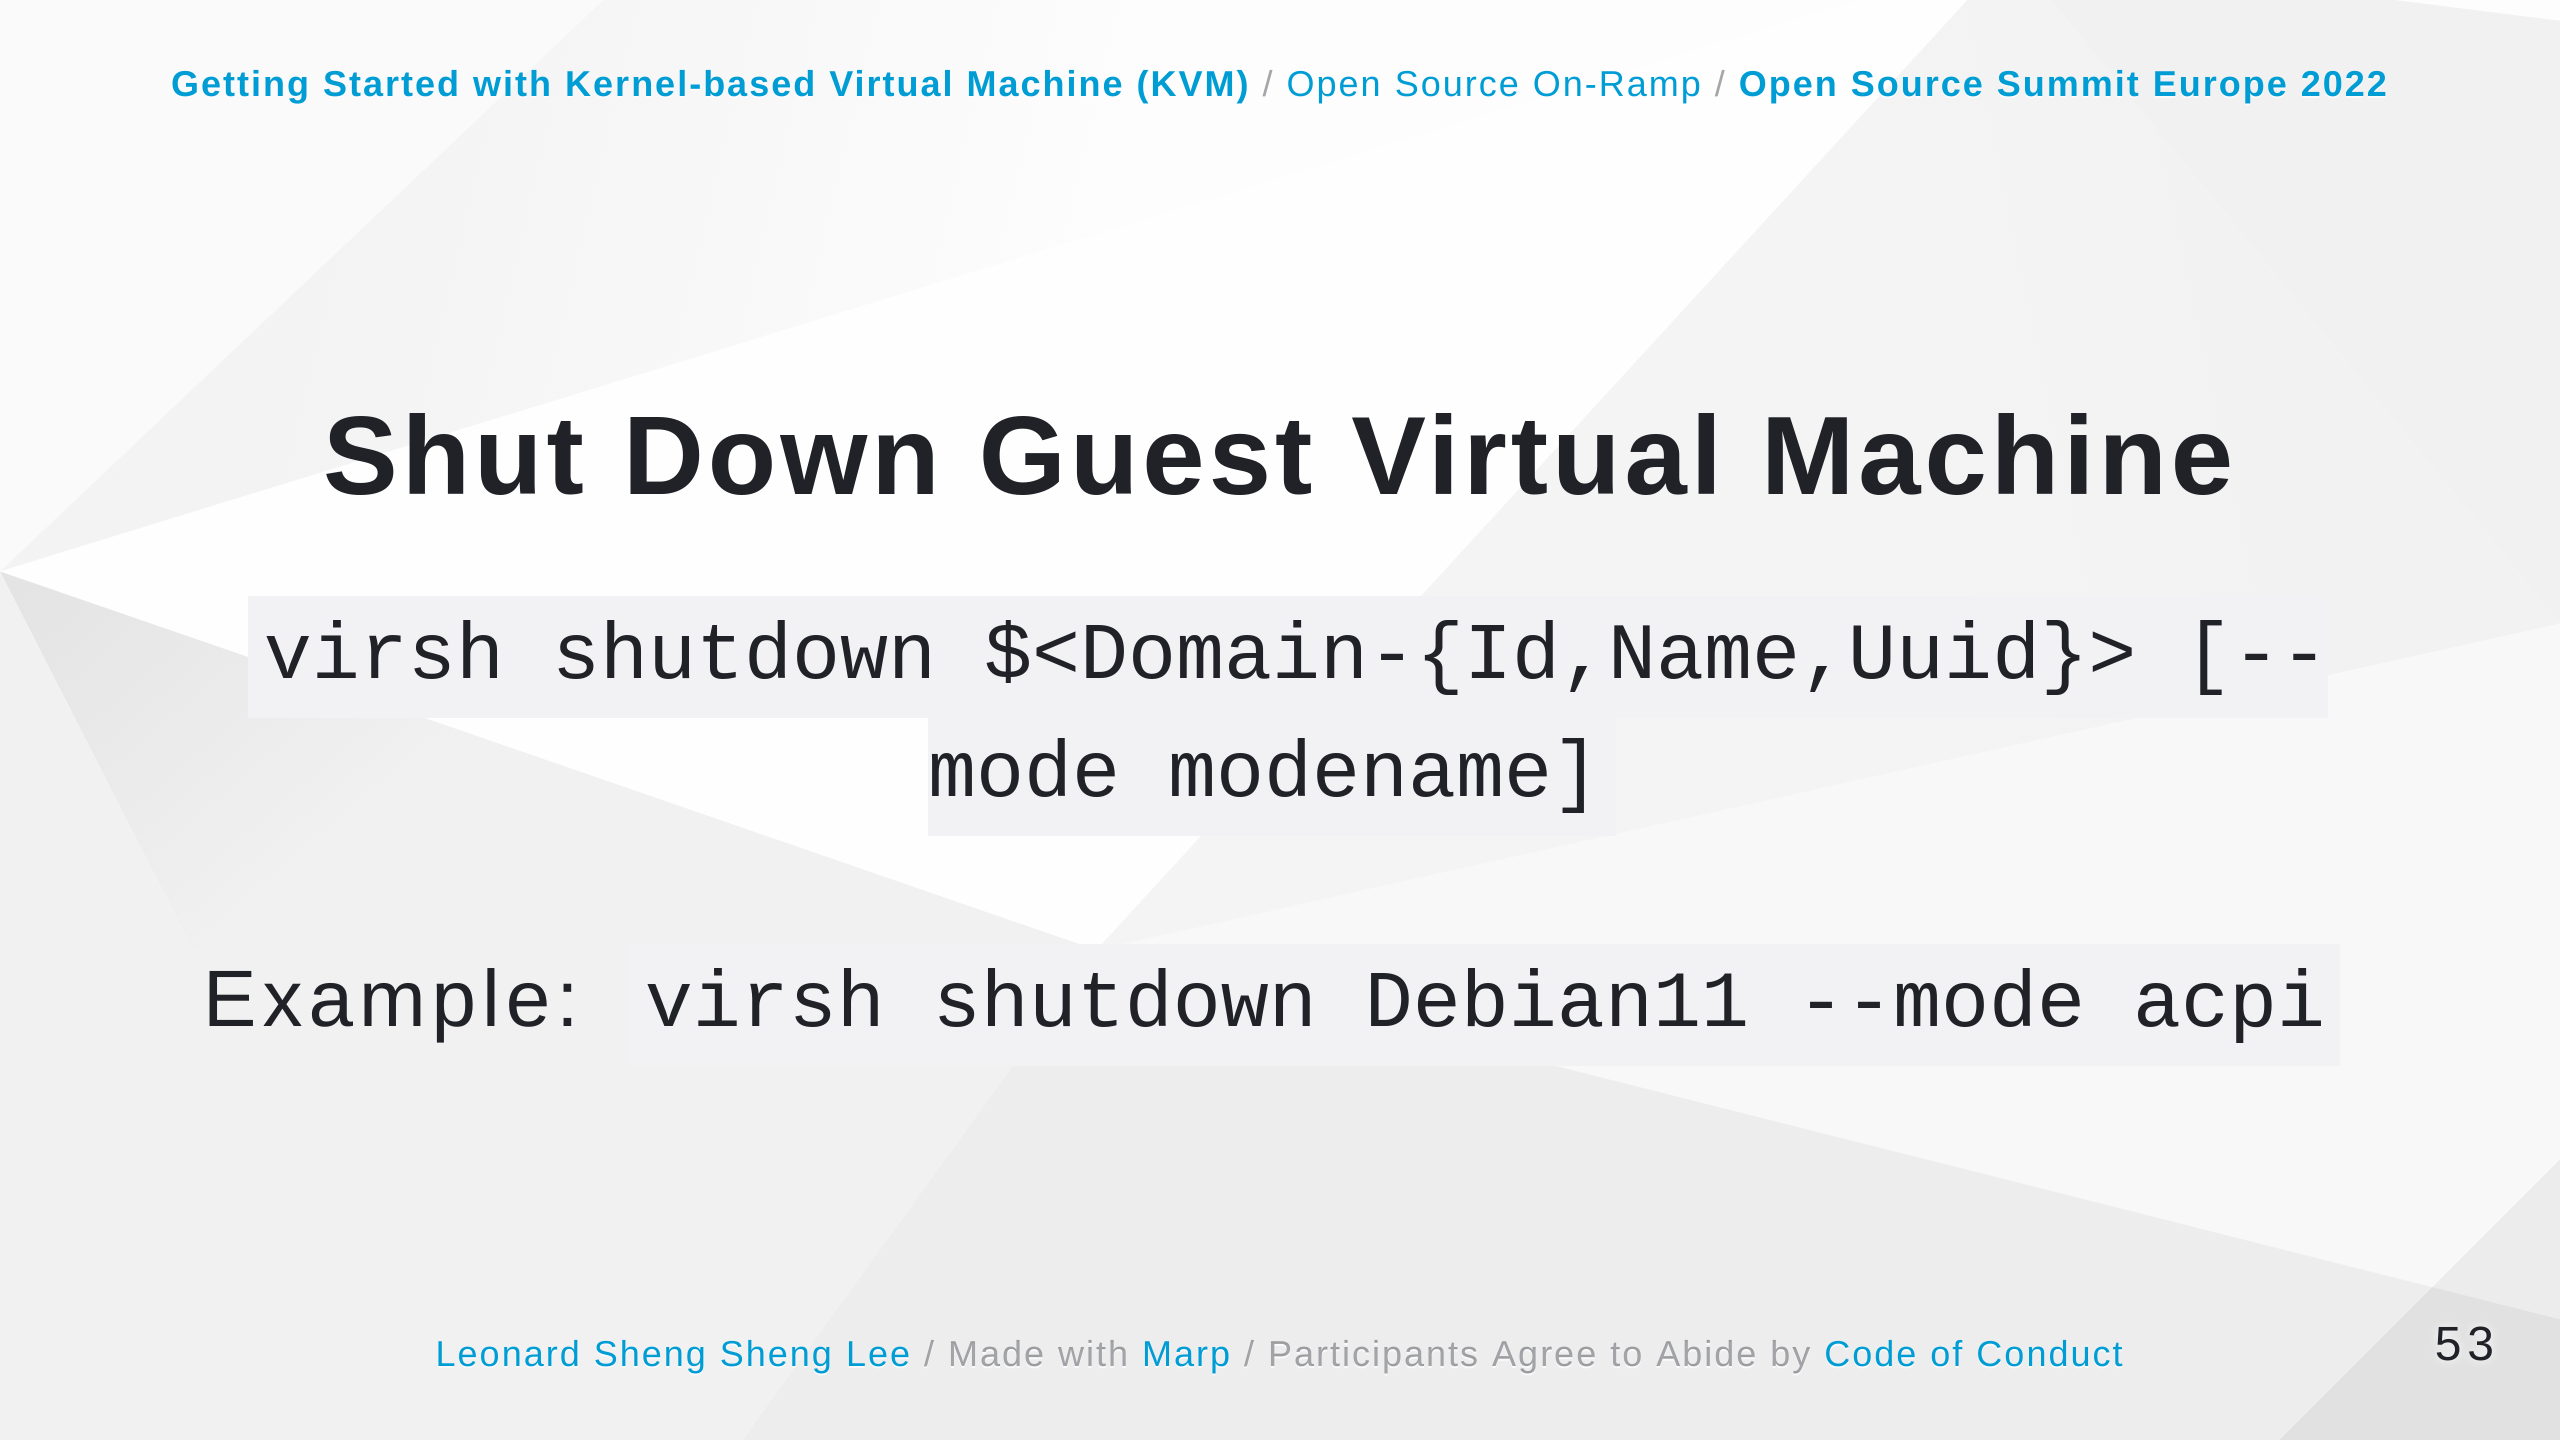 Getting Started with Kernel-based Virtual Machine (KVM) / Open Source On-Ramp / Open Source Summit Europe 2022
Shut Down Guest Virtual Machine
virsh shutdown $<Domain-{Id,Name,Uuid}> [--
mode modename]
Example: virsh shutdown Debian11 --mode acpi
Leonard Sheng Sheng Lee / Made with Marp / Participants Agree to Abide by Code of Conduct
53